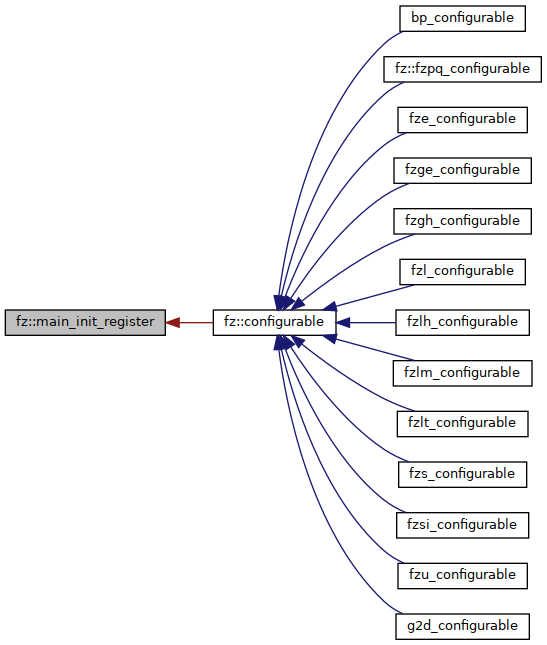 bp_configurable
fz::fzpq_configurable
fze_configurable
fzge_configurable
fzgh_configurable
fzl_configurable
fz::main_init_register
fz::configurable
fzlh_configurable
fzlm_configurable
fzlt_configurable
fzs_configurable
fzsi_configurable
fzu_configurable
g2d_configurable